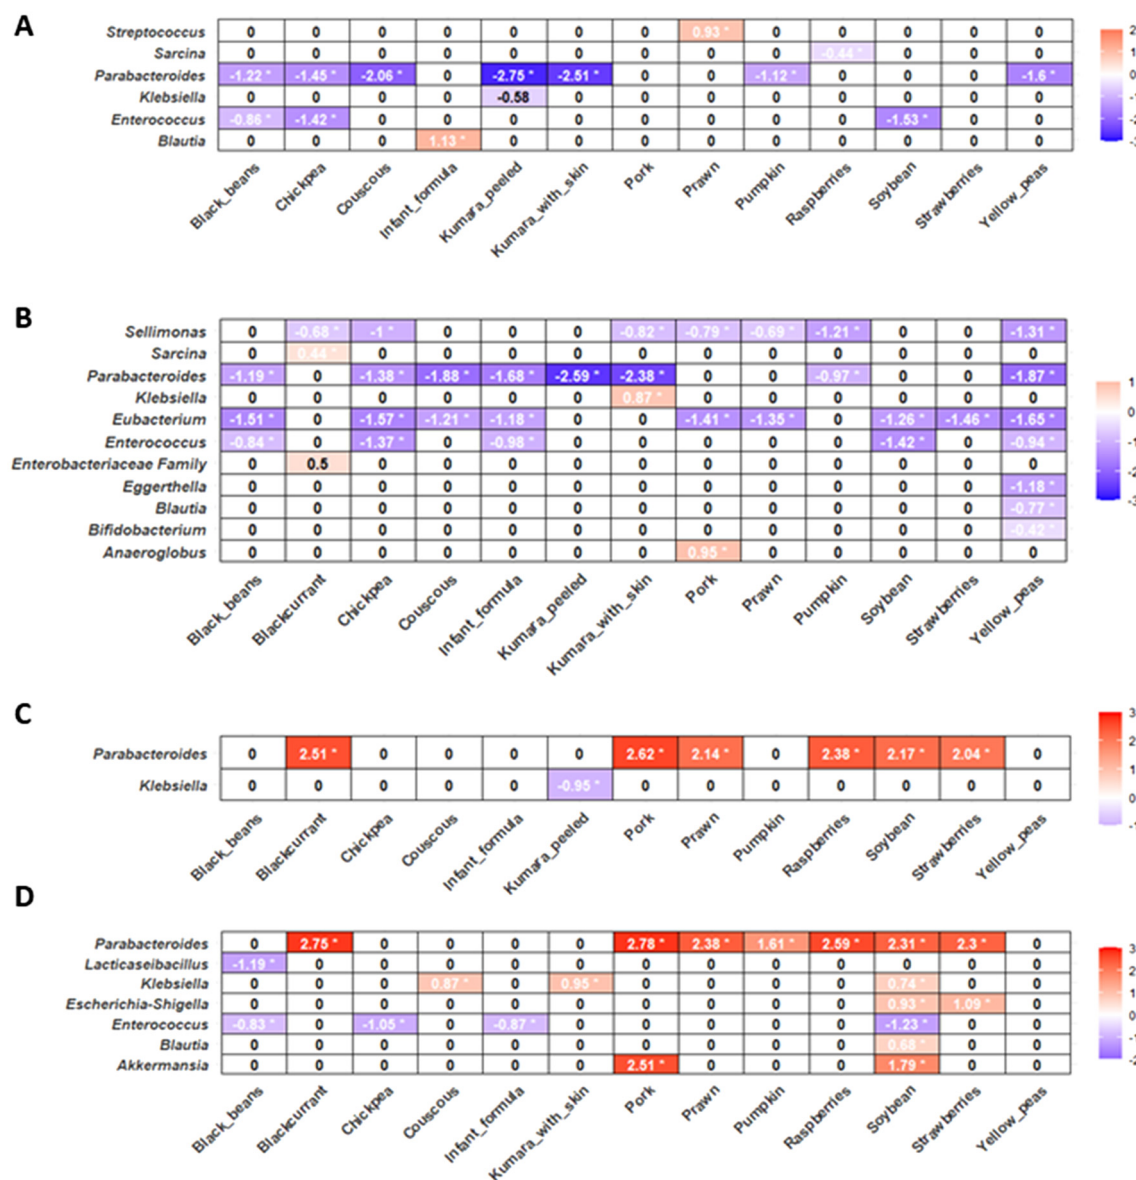 A
Streptococcus 0 0 0 0 0 0 0 0.93 * 0 0 0 0 0
Sarcina 0 0 0 0 0 0 0 0 0 -0.44 * 0 0 0
Parabacteroides -1.22 * -1.45 * -2.06 * 0 -2.75 * -2.51 * 0 0 -1.12 * 0 0 0 -1.6 *
Klebsiella 0 0 0 0 -0.58 0 0 0 0 0 0 0 0
Enterococcus -0.86 * -1.42 * 0 0 0 0 0 0 0 0 -1.53 * 0 0
Blautia 0 0 0 1.13 * 0 0 0 0 0 0 0 0 0
Black_beans Chickpea Couscous Infant_formula Kumara_peeled Kumara_with_skin Pork Prawn Pumpkin Raspberries Soybean Strawberries Yellow_peas
2
1
0
B
Sellimonas 0 -0.68 * -1 * 0 0 0 -0.82 * -0.79 * -0.69 * -1.21 * 0 0 -1.31 *
Sarcina 0 0.44 * 0 0 0 0 0 0 0 0 0 0 0
Parabacteroides -1.19 * 0 -1.38 * -1.88 * -1.68 * -2.59 * -2.38 * 0 0 -0.97 * 0 0 -1.87 *
Klebsiella 0 0 0 0 0 0 0.87 * 0 0 0 0 0 0
Eubacterium -1.51 * 0 -1.57 * -1.21 * -1.18 * 0 0 -1.41 * -1.35 * 0 -1.26 * -1.46 * -1.65 *
Enterococcus -0.84 * 0 -1.37 * 0 -0.98 * 0 0 0 0 0 -1.42 * 0 -0.94 *
Enterobacteriaceae Family 0 0.5 0 0 0 0 0 0 0 0 0 0 0
Eggerthella 0 0 0 0 0 0 0 0 0 0 0 0 -1.18 *
Blautia 0 0 0 0 0 0 0 0 0 0 0 0 -0.77 *
Bifidobacterium 0 0 0 0 0 0 0 0 0 0 0 0 -0.42 *
Anaeroglobus 0 0 0 0 0 0 0 0.95 * 0 0 0 0 0
Black_beans Blackcurrant Chickpea Couscous Infant_formula Kumara_peeled Kumara_with_skin Pork Prawn Pumpkin Soybean Strawberries Yellow_peas
1
0
C
Parabacteroides 0 2.51 * 0 0 0 0 2.62 * 2.14 * 0 2.38 * 2.17 * 2.04 * 0
Klebsiella 0 0 0 0 0 -0.95 * 0 0 0 0 0 0 0
Black_beans Blackcurrant Chickpea Couscous Infant_formula Kumara_peeled Pork Prawn Pumpkin Raspberries Soybean Strawberries Yellow_peas
3
2
1
0
D
Parabacteroides 0 2.75 * 0 0 0 0 2.78 * 2.38 * 1.61 * 2.59 * 2.31 * 2.3 * 0
Lacticaseibacillus -1.19 * 0 0 0 0 0 0 0 0 0 0 0 0
Klebsiella 0 0 0 0.87 * 0 0.95 * 0 0 0 0 0.74 * 0 0
Escherichia-Shigella 0 0 0 0 0 0 0 0 0 0 0.93 * 1.09 * 0
Enterococcus -0.83 * 0 -1.05 * 0 -0.87 * 0 0 0 0 0 -1.23 * 0 0
Blautia 0 0 0 0 0 0 0 0 0 0 0.68 * 0 0
Akkermansia 0 0 0 0 0 0 2.51 * 0 0 0 1.79 * 0 0
Black_beans Blackcurrant Chickpea Couscous Infant_formula Kumara_with_skin Pork Prawn Pumpkin Raspberries Soybean Strawberries Yellow_peas
3
2
1
0